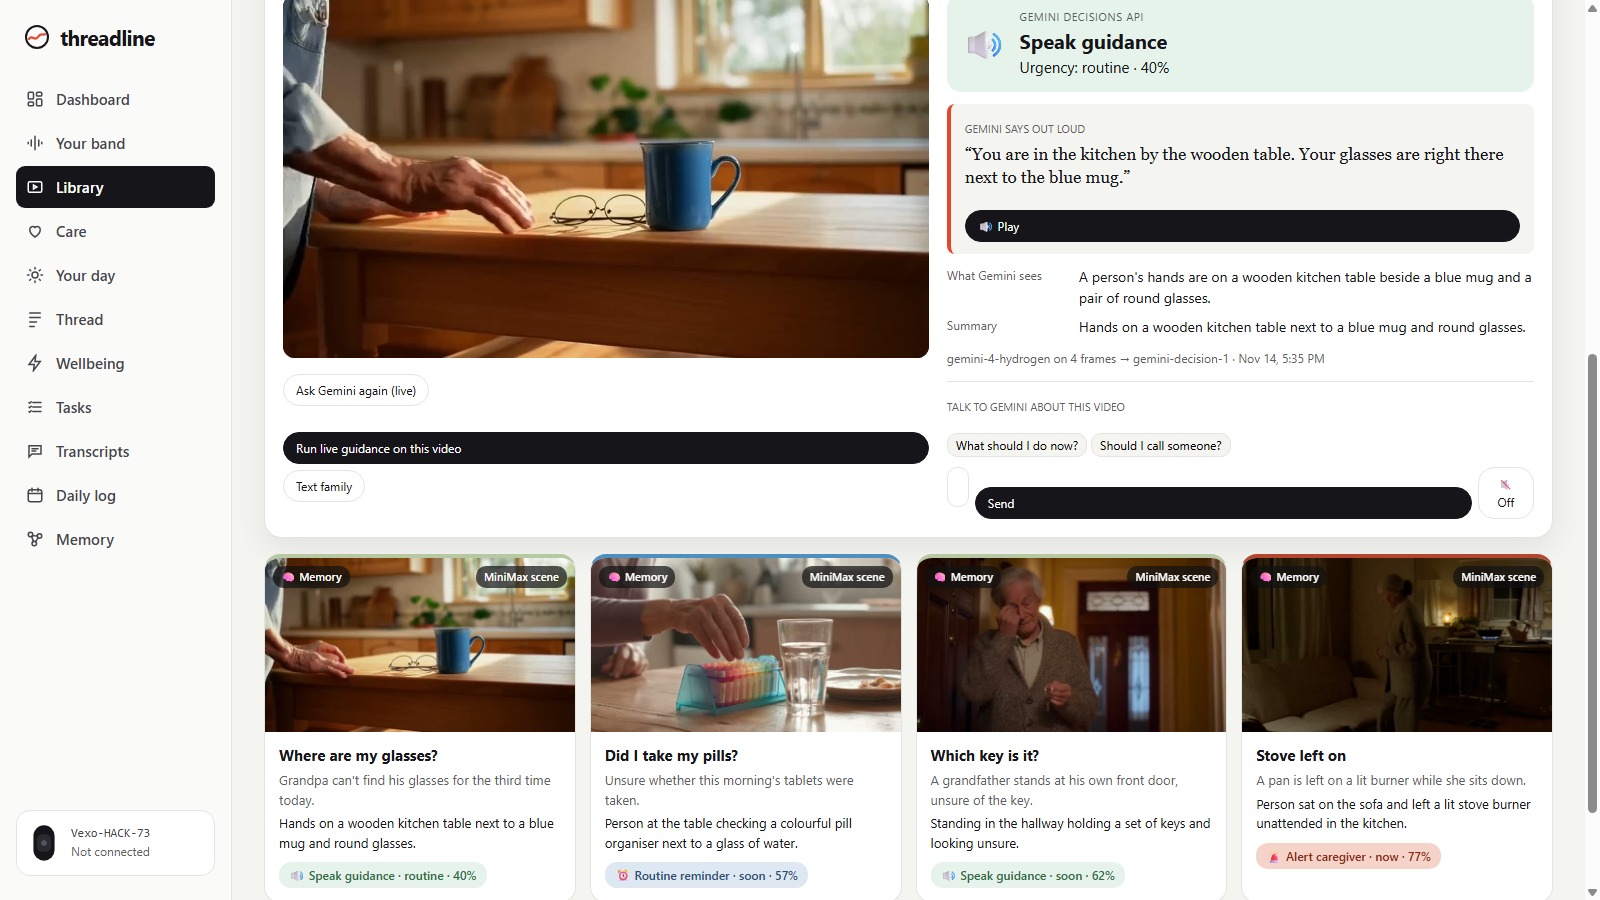 threadline
Dashboard
Your band
Library
Care
Your day
Thread
Wellbeing
Tasks
Transcripts
Daily log
Memory
Vexo-HACK-73
Not connected
Ask Gemini again (live)
Run live guidance on this video
Text family
GEMINI DECISIONS API
Speak guidance
Urgency: routine · 40%
GEMINI SAYS OUT LOUD
“You are in the kitchen by the wooden table. Your glasses are right there
next to the blue mug.”
Play
What Gemini sees
A person's hands are on a wooden kitchen table beside a blue mug and a
pair of round glasses.
Summary
Hands on a wooden kitchen table next to a blue mug and round glasses.
gemini-4-hydrogen on 4 frames → gemini-decision-1 · Nov 14, 5:35 PM
TALK TO GEMINI ABOUT THIS VIDEO
What should I do now?
Should I call someone?
Send
Off
Memory
MiniMax scene
Where are my glasses?
Grandpa can't find his glasses for the third time
today.
Hands on a wooden kitchen table next to a blue
mug and round glasses.
Speak guidance · routine · 40%
Memory
MiniMax scene
Did I take my pills?
Unsure whether this morning's tablets were
taken.
Person at the table checking a colourful pill
organiser next to a glass of water.
Routine reminder · soon · 57%
Memory
MiniMax scene
Which key is it?
A grandfather stands at his own front door,
unsure of the key.
Standing in the hallway holding a set of keys and
looking unsure.
Speak guidance · soon · 62%
Memory
MiniMax scene
Stove left on
A pan is left on a lit burner while she sits down.
Person sat on the sofa and left a lit stove burner
unattended in the kitchen.
Alert caregiver · now · 77%